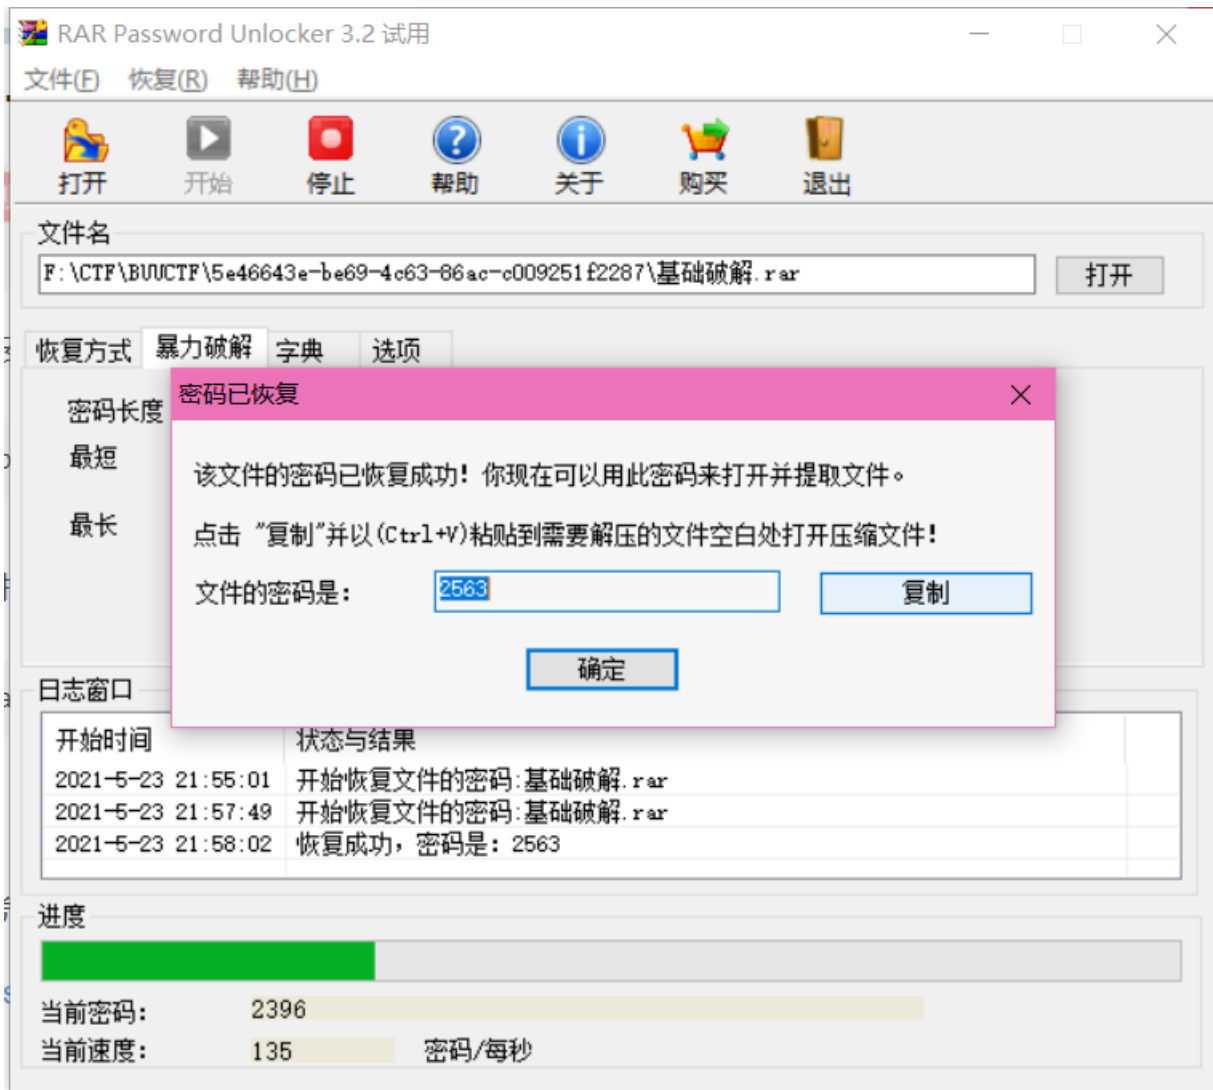 RAR Password Unlocker 3.2 试用
文件(F) 恢复(R) 帮助(H)
打开 开始 停止 帮助 关于 购买 退出
文件名
F:\CTF\BUUCTF\5e46643e-be69-4c63-86ac-c009251f2287\基础破解.rar 打开
恢复方式 暴力破解 字典 选项
密码已恢复
密码长度
最短
该文件的密码已恢复成功! 你现在可以用此密码来打开并提取文件。
最长
点击 "复制"并以(Ctrl+V)粘贴到需要解压的文件空白处打开压缩文件!
文件的密码是: 2563 复制
确定
日志窗口
开始时间 状态与结果
2021-5-23 21:55:01 开始恢复文件的密码:基础破解.rar
2021-5-23 21:57:49 开始恢复文件的密码:基础破解.rar
2021-5-23 21:58:02 恢复成功，密码是: 2563
进度
当前密码: 2396
当前速度: 135 密码/每秒